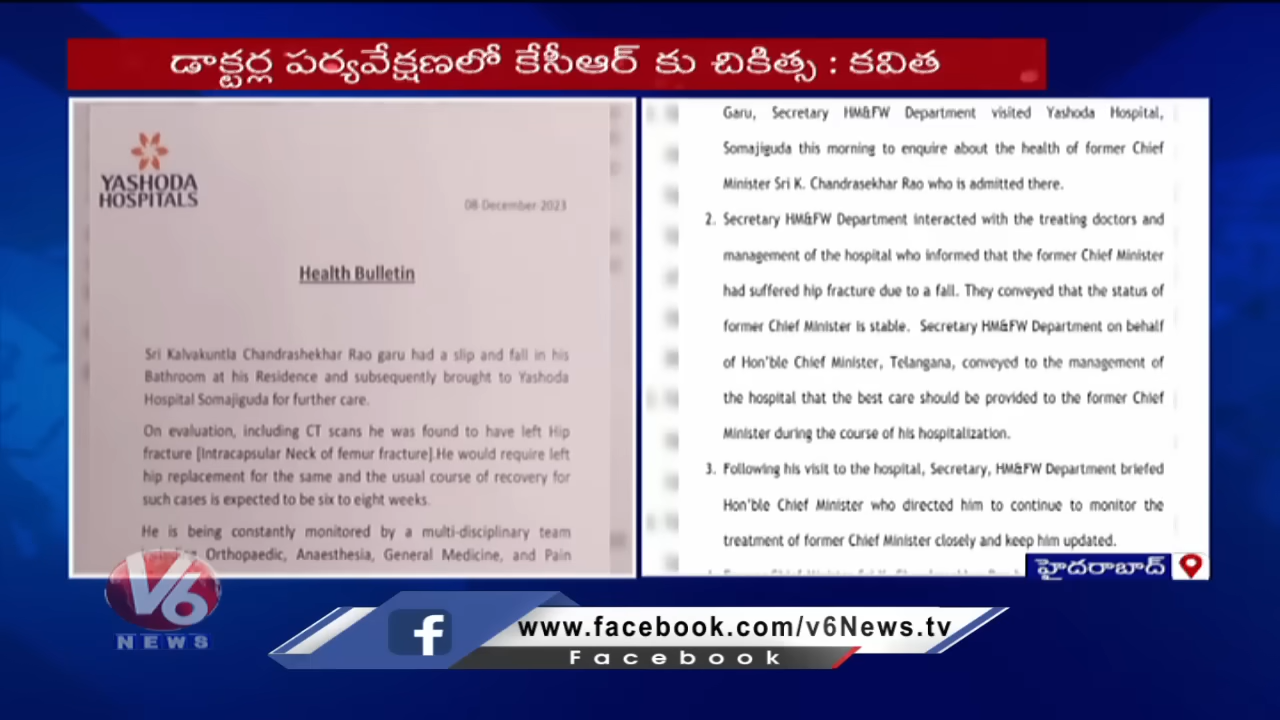 డాక్టర్ల పర్యవేక్షణలో కేసీఆర్ కు చికిత్స : కవిత
YASHODA
HOSPITALS
08 December 2023
Health Bulletin
Sri Kalvakuntla Chandrashekhar Rao garu had a slip and fall in his
Bathroom at his Residence and subsequently brought to Yashoda
Hospital Somajiguda for further care.
On evaluation, including CT scans he was found to have left Hip
fracture [Intracapsular Neck of femur fracture].He would require left
hip replacement for the same and the usual course of recovery for
such cases is expected to be six to eight weeks.
He is being constantly monitored by a multi-disciplinary team
Orthopaedic, Anaesthesia, General Medicine, and Pain
Garu, Secretary HM&FW Department visited Yashoda Hospital,
Somajiguda this morning to enquire about the health of former Chief
Minister Sri K. Chandrasekhar Rao who is admitted there.
2. Secretary HM&FW Department interacted with the treating doctors and
management of the hospital who informed that the former Chief Minister
had suffered hip fracture due to a fall. They conveyed that the status of
former Chief Minister is stable. Secretary HM&FW Department on behalf
of Hon'ble Chief Minister, Telangana, conveyed to the management of
the hospital that the best care should be provided to the former Chief
Minister during the course of his hospitalization.
3. Following his visit to the hospital, Secretary, HM&FW Department briefed
Hon'ble Chief Minister who directed him to continue to monitor the
treatment of former Chief Minister closely and keep him updated.
హైదరాబాద్
V6
NEWS
www.facebook.com/v6News.tv
Facebook